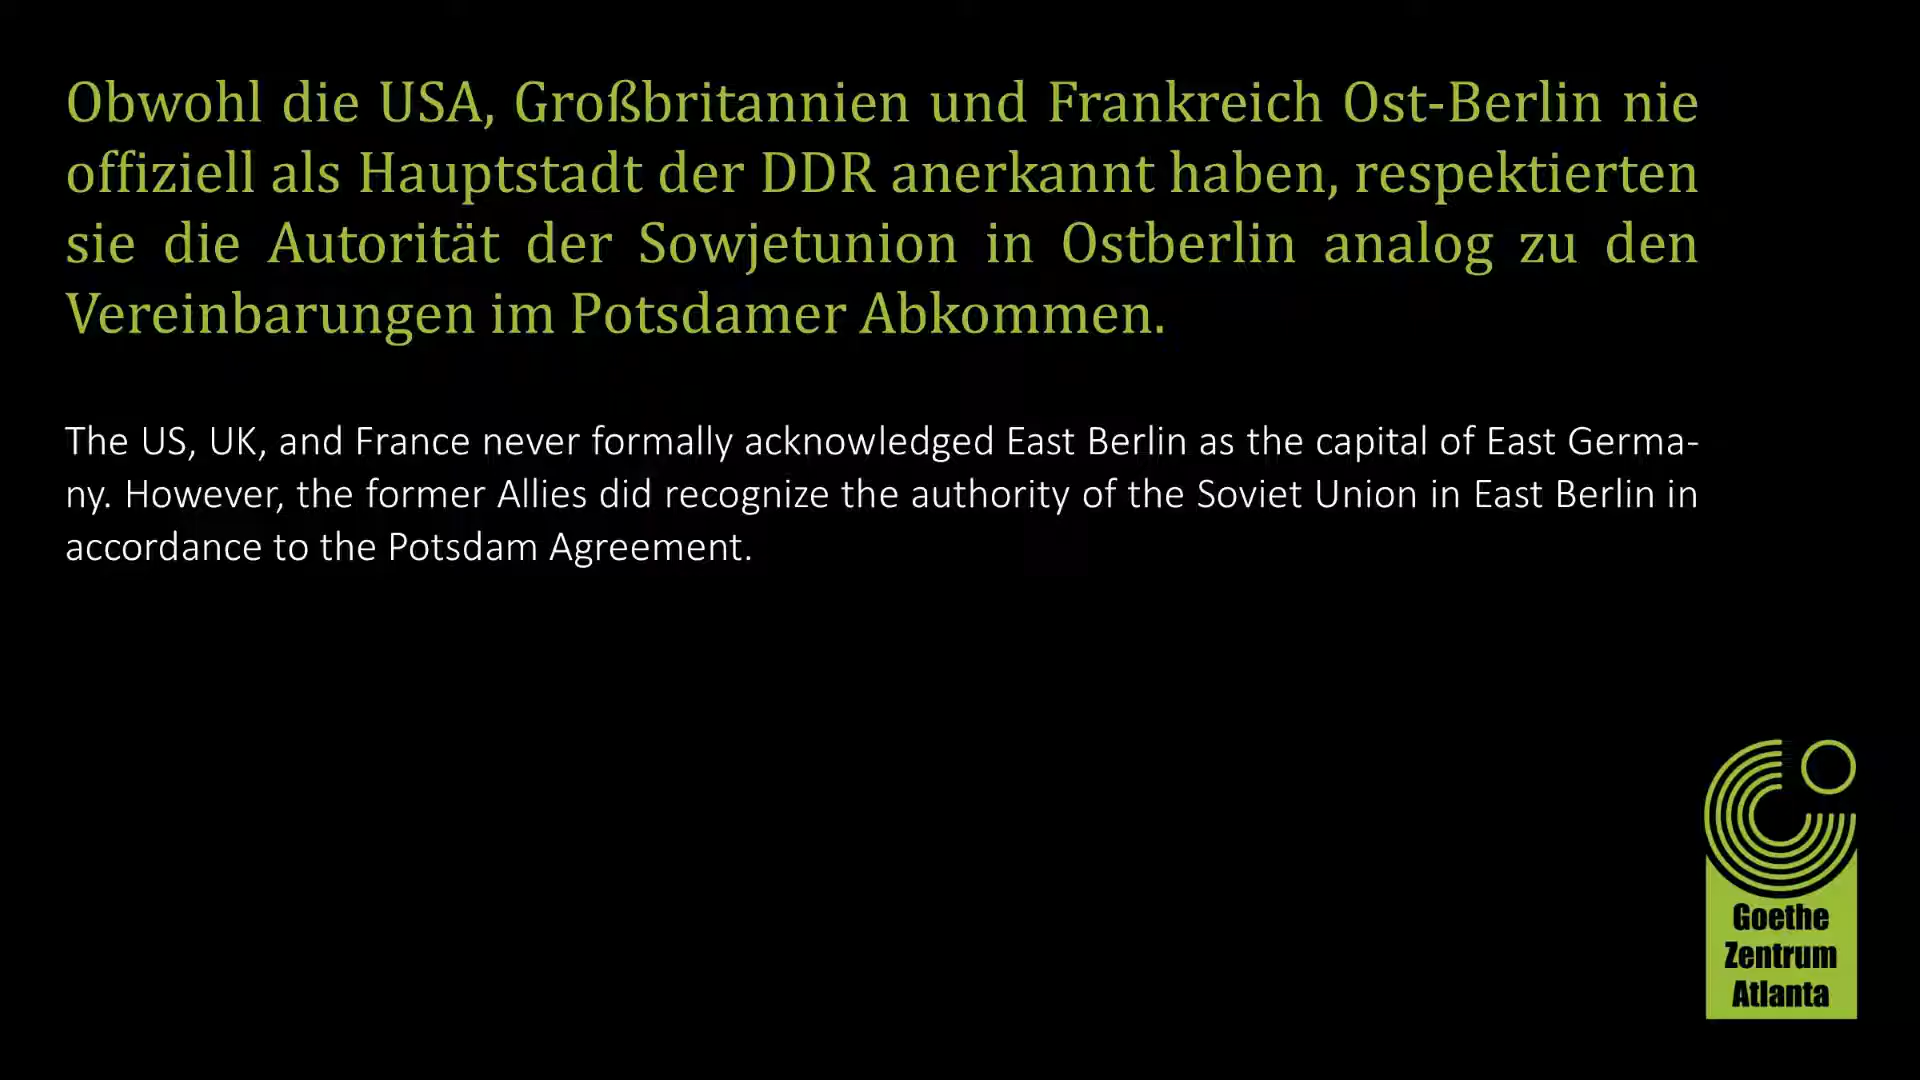 Obwohl die USA, Großbritannien und Frankreich Ost-Berlin nie
offiziell als Hauptstadt der DDR anerkannt haben, respektierten
sie die Autorität der Sowjetunion in Ostberlin analog zu den
Vereinbarungen im Potsdamer Abkommen.
The US, UK, and France never formally acknowledged East Berlin as the capital of East Germa-
ny. However, the former Allies did recognize the authority of the Soviet Union in East Berlin in
accordance to the Potsdam Agreement.
Goethe
Zentrum
Atlanta